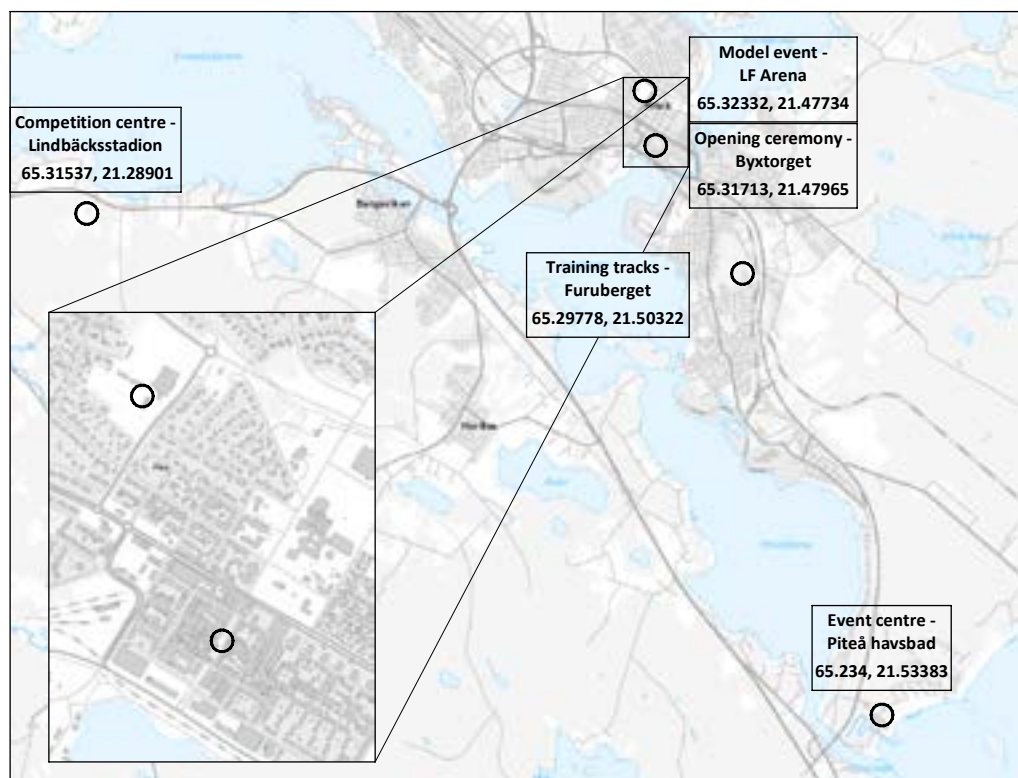 Model event -
LF Arena
65.32332, 21.47734
Competition centre -
Lindbäcksstadion
65.31537, 21.28901
Opening ceremony -
Byxtorget
65.31713, 21.47965
Training tracks -
Furuberget
65.29778, 21.50322
Event centre -
Piteå havsbad
65.234, 21.53383